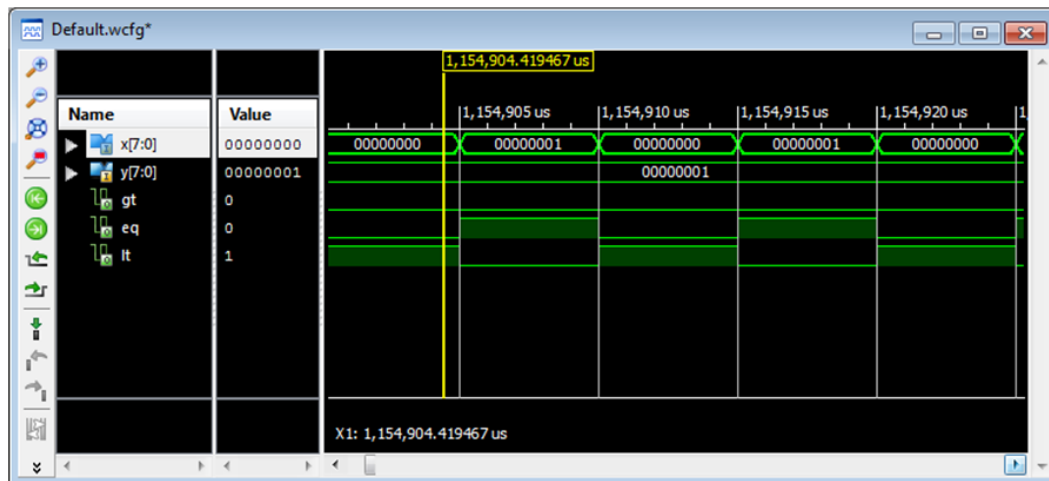 Default.wcfg*
1,154,904.419467 us
Name Value
1,154,905 us 1,154,910 us 1,154,915 us 1,154,920 us 1
x[7:0] 00000000 00000000 00000001 00000000 00000001 00000000
y[7:0] 00000001 00000001
gt 0
eq 0
lt 1
X1: 1,154,904.419467 us